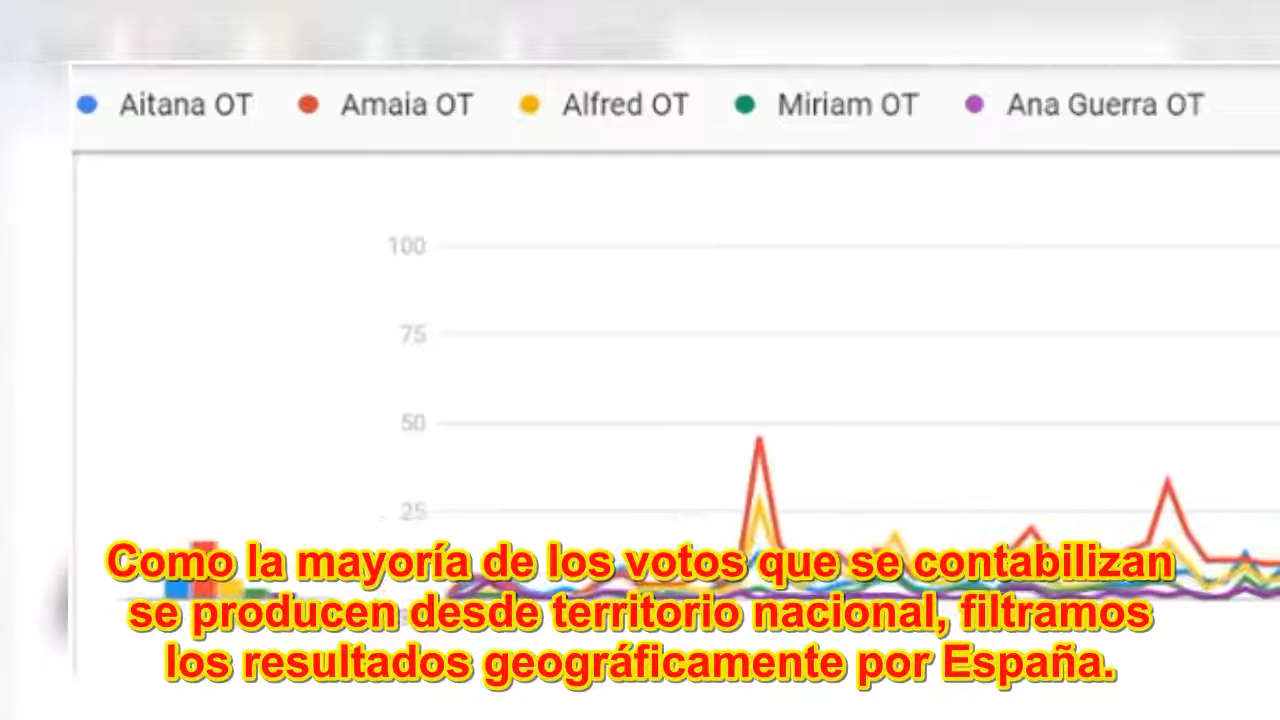 Aitana OT Amaia OT Alfred OT Miriam OT Ana Guerra OT
100
75
50
25
Como la mayoría de los votos que se contabilizan
se producen desde territorio nacional, filtramos
los resultados geográficamente por España.